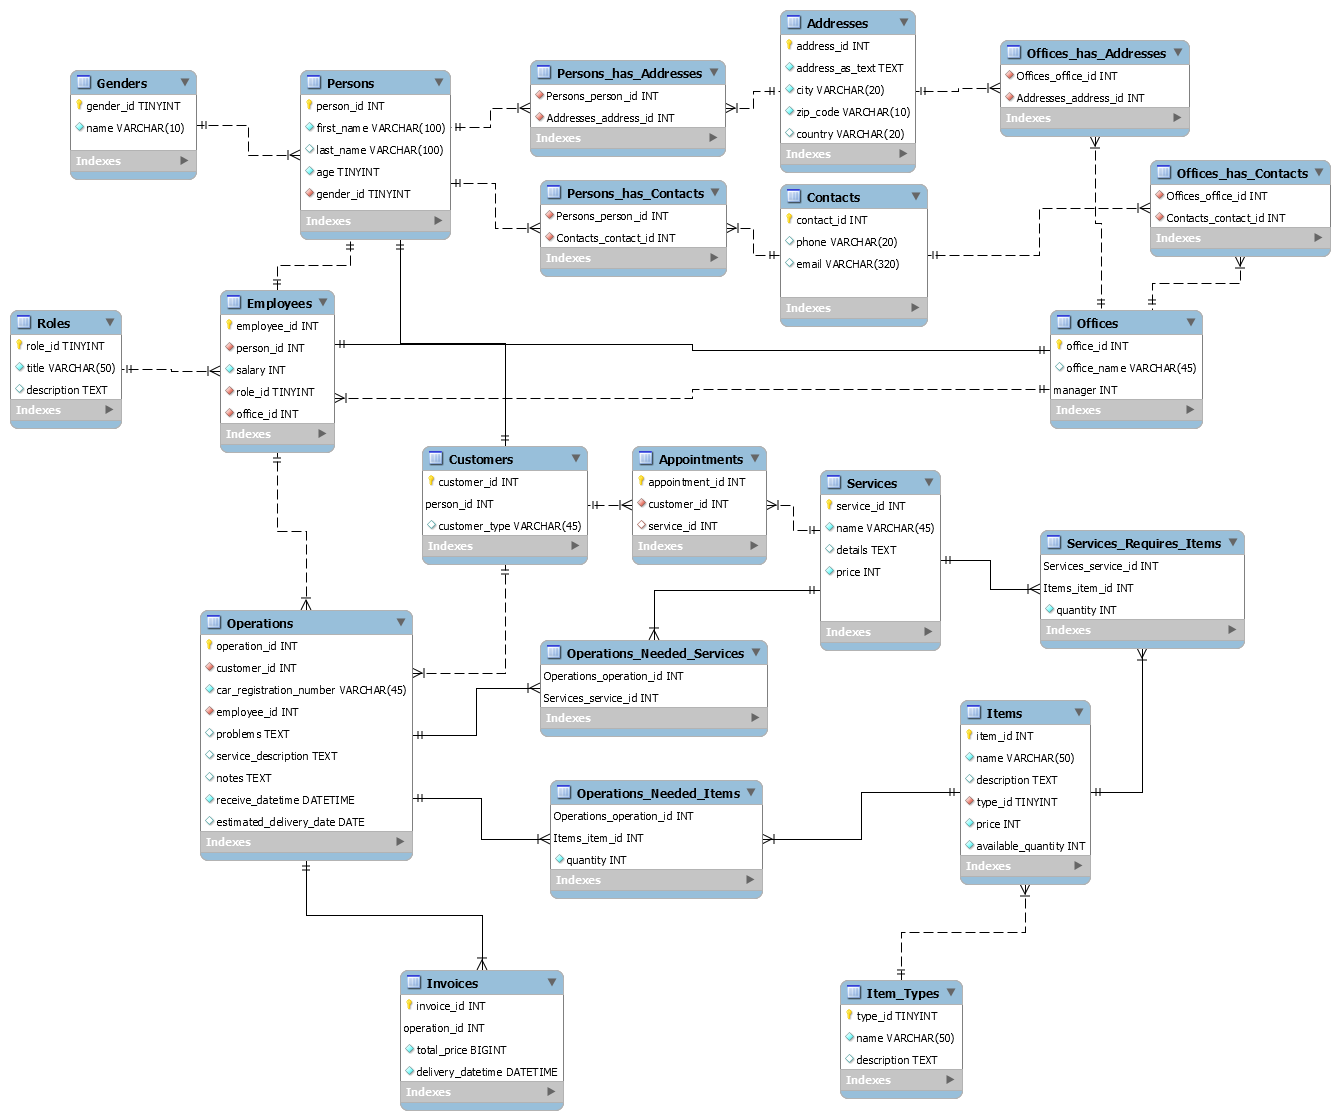 Genders
gender_id TINYINT
name VARCHAR(10)
Indexes
Persons
person_id INT
first_name VARCHAR(100)
last_name VARCHAR(100)
age TINYINT
gender_id TINYINT
Indexes
Persons_has_Addresses
Persons_person_id INT
Addresses_address_id INT
Indexes
Addresses
address_id INT
address_as_text TEXT
city VARCHAR(20)
zip_code VARCHAR(10)
country VARCHAR(20)
Indexes
Offices_has_Addresses
Offices_office_id INT
Addresses_address_id INT
Indexes
Persons_has_Contacts
Persons_person_id INT
Contacts_contact_id INT
Indexes
Contacts
contact_id INT
phone VARCHAR(20)
email VARCHAR(320)
Indexes
Offices_has_Contacts
Offices_office_id INT
Contacts_contact_id INT
Indexes
Roles
role_id TINYINT
title VARCHAR(50)
description TEXT
Indexes
Employees
employee_id INT
person_id INT
salary INT
role_id TINYINT
office_id INT
Indexes
Offices
office_id INT
office_name VARCHAR(45)
manager INT
Indexes
Customers
customer_id INT
person_id INT
customer_type VARCHAR(45)
Indexes
Appointments
appointment_id INT
customer_id INT
service_id INT
Indexes
Services
service_id INT
name VARCHAR(45)
details TEXT
price INT
Indexes
Services_Requires_Items
Services_service_id INT
Items_item_id INT
quantity INT
Indexes
Operations
operation_id INT
customer_id INT
car_registration_number VARCHAR(45)
employee_id INT
problems TEXT
service_description TEXT
notes TEXT
receive_datetime DATETIME
estimated_delivery_date DATE
Indexes
Operations_Needed_Services
Operations_operation_id INT
Services_service_id INT
Indexes
Items
item_id INT
name VARCHAR(50)
description TEXT
type_id TINYINT
price INT
available_quantity INT
Indexes
Operations_Needed_Items
Operations_operation_id INT
Items_item_id INT
quantity INT
Indexes
Invoices
invoice_id INT
operation_id INT
total_price BIGINT
delivery_datetime DATETIME
Indexes
Item_Types
type_id TINYINT
name VARCHAR(50)
description TEXT
Indexes